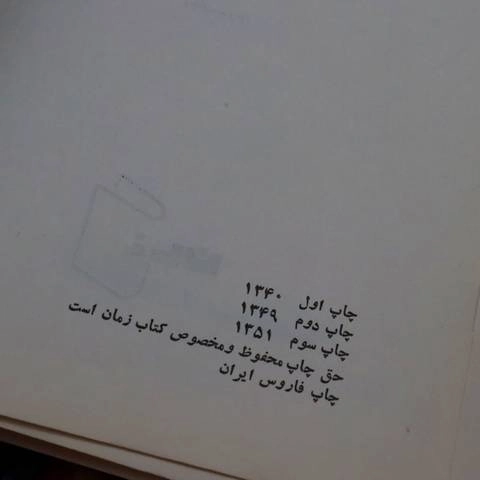 چاپ اول ۱۳۴۰
چاپ دوم ۱۳۴۹
چاپ سوم ۱۳۵۱
حق چاپ محفوظ ومخصوص کتاب زمان است
چاپ فاروس ایران